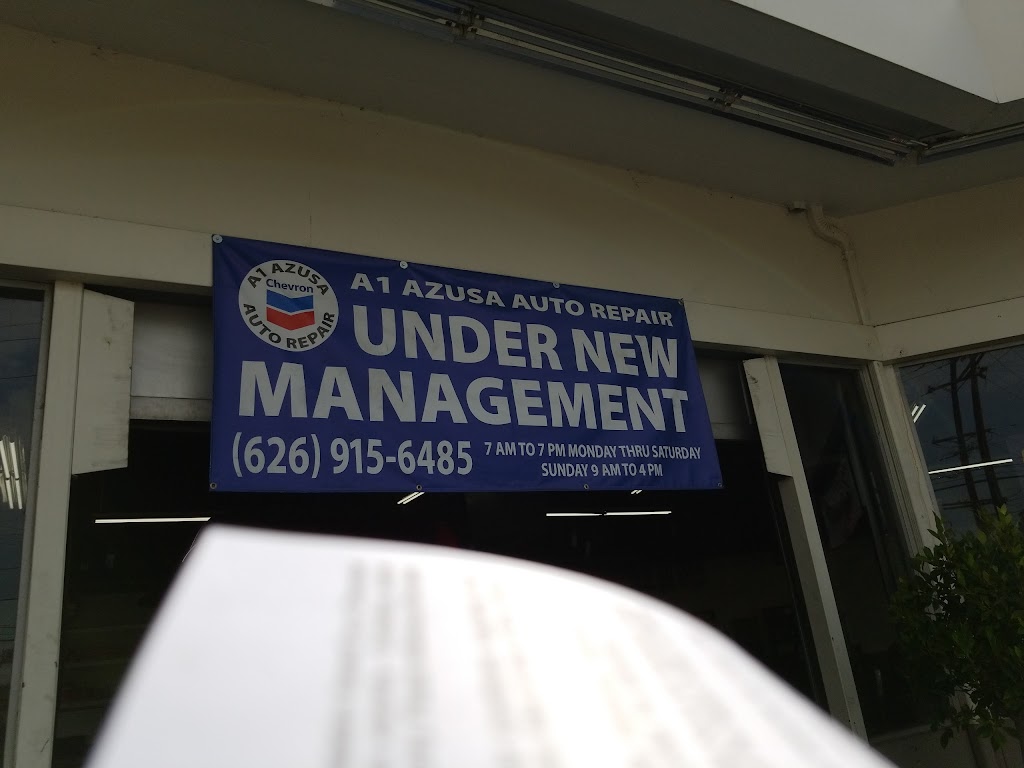 A1 AZUSA
Chevron
AUTO REPAIR
A1 AZUSA AUTO REPAIR
UNDER NEW
MANAGEMENT
(626) 915-6485
7 AM TO 7 PM MONDAY THRU SATURDAY
SUNDAY 9 AM TO 4 PM